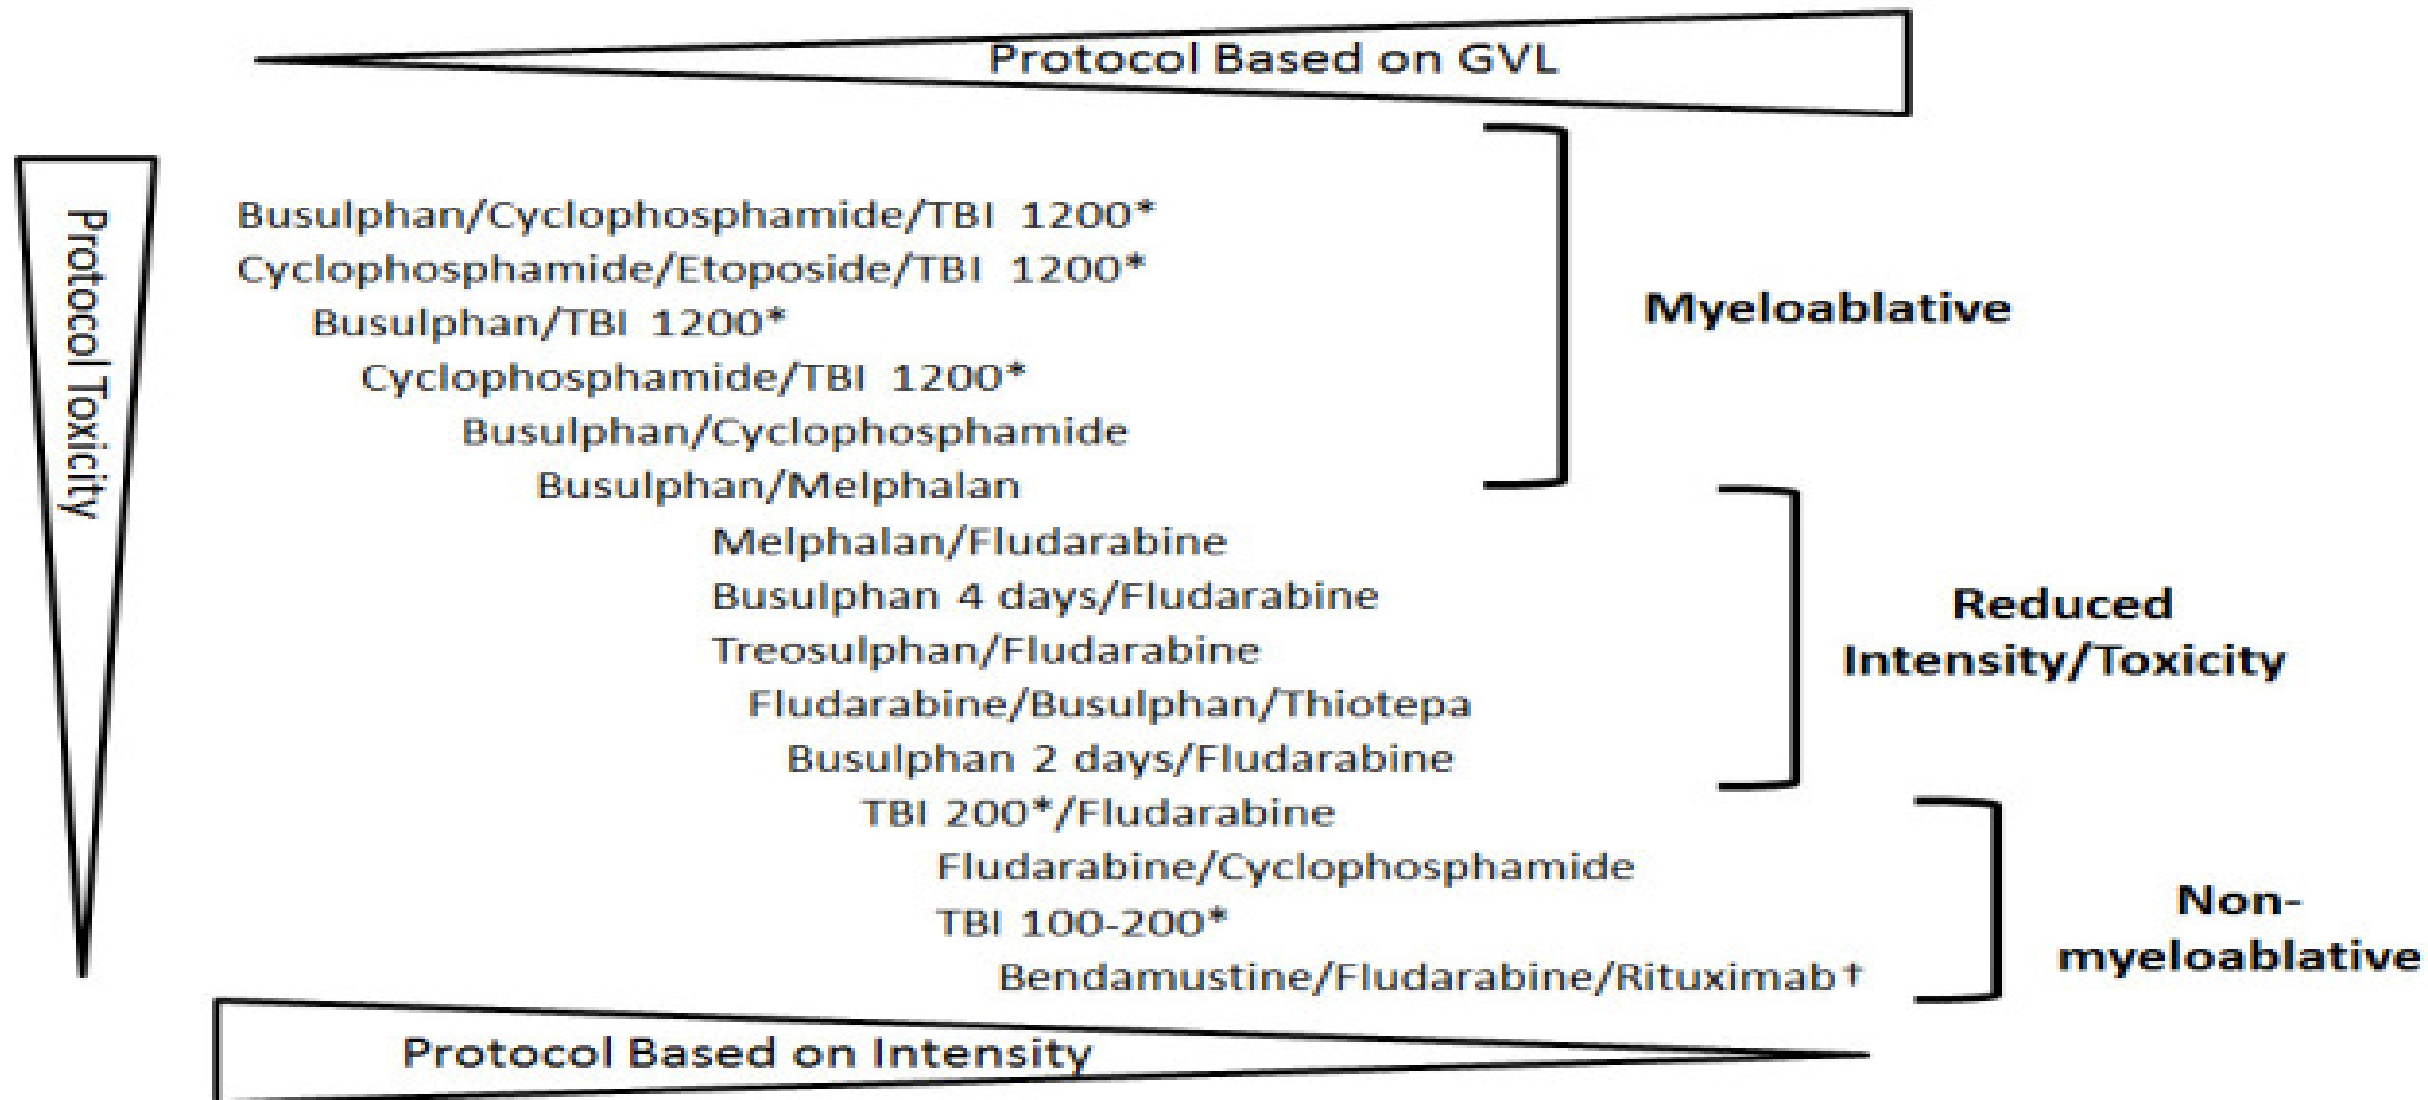 Protocol Based on GVL
Protocol Toxicity
Busulphan/Cyclophosphamide/TBI 1200*
Cyclophosphamide/Etoposide/TBI 1200*
Busulphan/TBI 1200*
Cyclophosphamide/TBI 1200*
Busulphan/Cyclophosphamide
Busulphan/Melphalan
Myeloablative
Melphalan/Fludarabine
Busulphan 4 days/Fludarabine
Treosulphan/Fludarabine
Fludarabine/Busulphan/Thiotepa
Busulphan 2 days/Fludarabine
Reduced
Intensity/Toxicity
TBI 200*/Fludarabine
Fludarabine/Cyclophosphamide
TBI 100-200*
Bendamustine/Fludarabine/Rituximab†
Non-
myeloablative
Protocol Based on Intensity